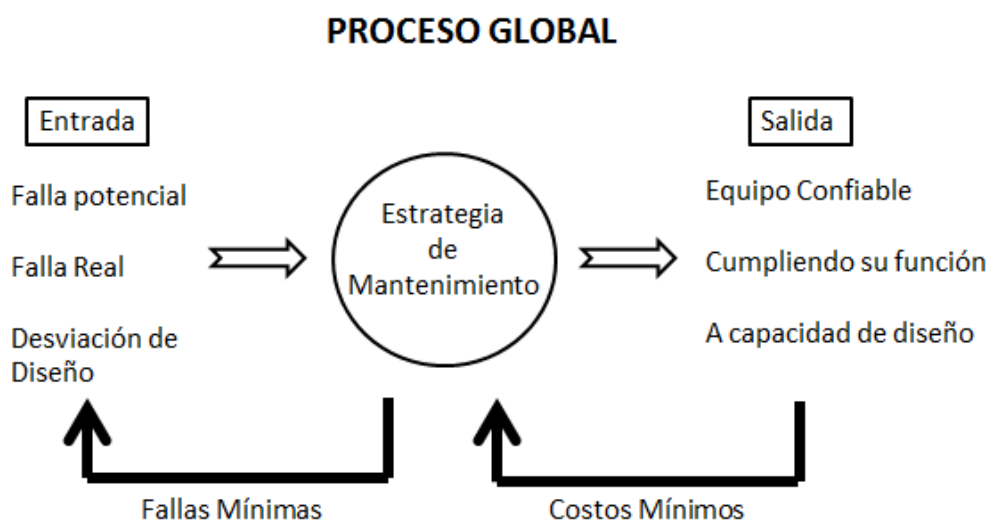 PROCESO GLOBAL
Entrada
Falla potencial
Falla Real
Desviación de
Diseño
Estrategia
de
Mantenimiento
Salida
Equipo Confiable
Cumpliendo su función
A capacidad de diseño
Fallas Mínimas
Costos Mínimos